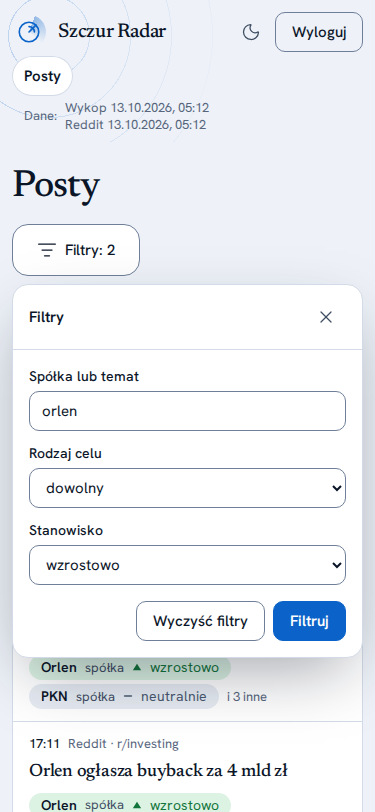 Szczur Radar
Wyloguj
Posty
Dane:
Wykop 13.10.2026, 05:12
Reddit 13.10.2026, 05:12
Posty
Filtry: 2
Filtry
Spółka lub temat
orlen
Rodzaj celu
dowolny
Stanowisko
wzrostowo
Wyczyść filtry
Filtruj
Orlen spółka ▲ wzrostowo
PKN spółka − neutralnie i 3 inne
17:11 Reddit · r/investing
Orlen ogłasza buyback za 4 mld zł
Orlen spółka ▲ wzrostowo